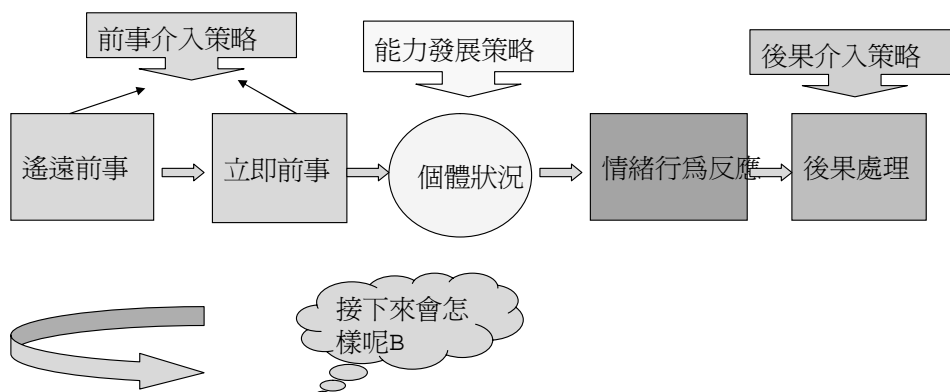 前事介入策略
能力發展策略
後果介入策略
遙遠前事
立即前事
個體狀況
情緒行為反應
後果處理
接下來會怎
樣呢B